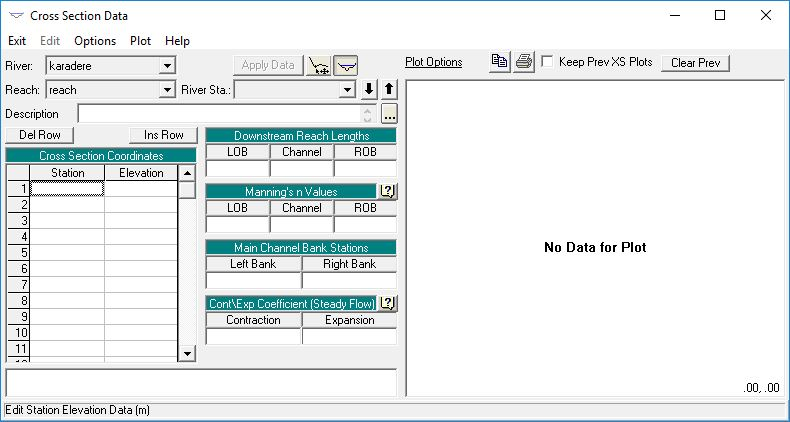 Cross Section Data
Exit Edit Options Plot Help
River: karadere Apply Data Plot Options Keep Prev XS Plots Clear Prev
Reach: reach River Sta.:
Description ...
Del Row Ins Row
Downstream Reach Lengths
LOB Channel ROB
Cross Section Coordinates
Station Elevation
1
2
3
4
5
6
7
8
9
10
11
Manning's n Values
LOB Channel ROB
Main Channel Bank Stations
Left Bank Right Bank
Cont\Exp Coefficient (Steady Flow)
Contraction Expansion
No Data for Plot
.00, .00
Edit Station Elevation Data (m)